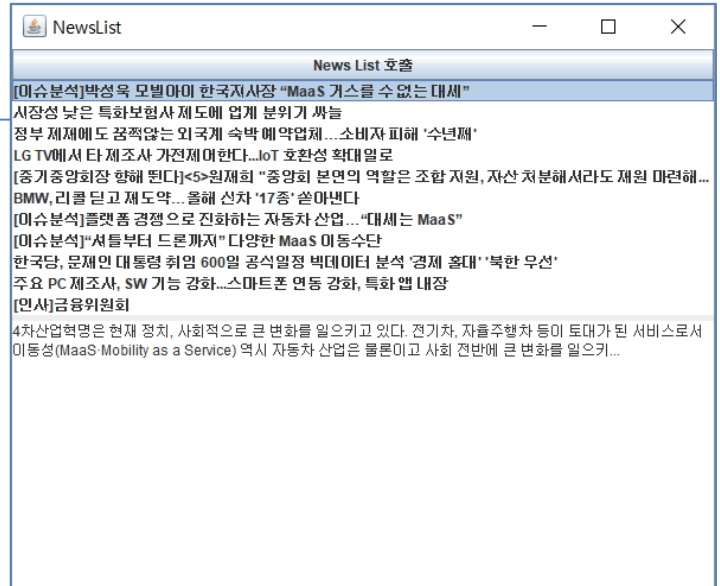 NewsList
News List 호출
[이슈분석]박성욱 모빌아이 한국지사장 “MaaS 거스를 수 없는 대세”
시장성 낮은 특화보험사 제도에 업계 분위기 싸늘
정부 제재에도 꿈쩍않는 외국계 숙박 예약업체…소비자 피해 '수년째'
LG TV에서 타 제조사 가전제어한다...IoT 호환성 확대일로
[중기중앙회장 향해 뛴다]<5>원재희 "중앙회 본연의 역할은 조합 지원, 자산 처분해서라도 재원 마련해...
BMW, 리콜 딛고 재도약… 올해 신차 '17종' 쏟아낸다
[이슈분석]플랫폼 경쟁으로 진화하는 자동차 산업…“대세는 MaaS”
[이슈분석]“셔틀부터 드론까지” 다양한 MaaS 이동수단
한국당, 문재인 대통령 취임 600일 공식일정 빅데이터 분석 '경제 홀대' '북한 우선'
주요 PC 제조사, SW 기능 강화...스마트폰 연동 강화, 특화 앱 내장
[인사]금융위원회
4차산업혁명은 현재 정치, 사회적으로 큰 변화를 일으키고 있다. 전기차, 자율주행차 등이 토대가 된 서비스로서
이동성(MaaS·Mobility as a Service) 역시 자동차 산업은 물론이고 사회 전반에 큰 변화를 일으키...